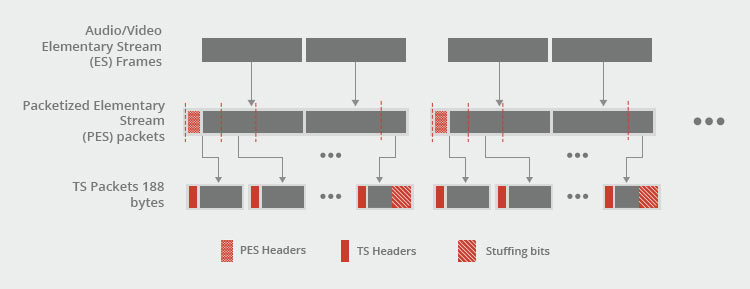 Audio/Video
Elementary Stream
(ES) Frames
Packetized Elementary
Stream
(PES) packets
TS Packets 188
bytes
PES Headers
TS Headers
Stuffing bits